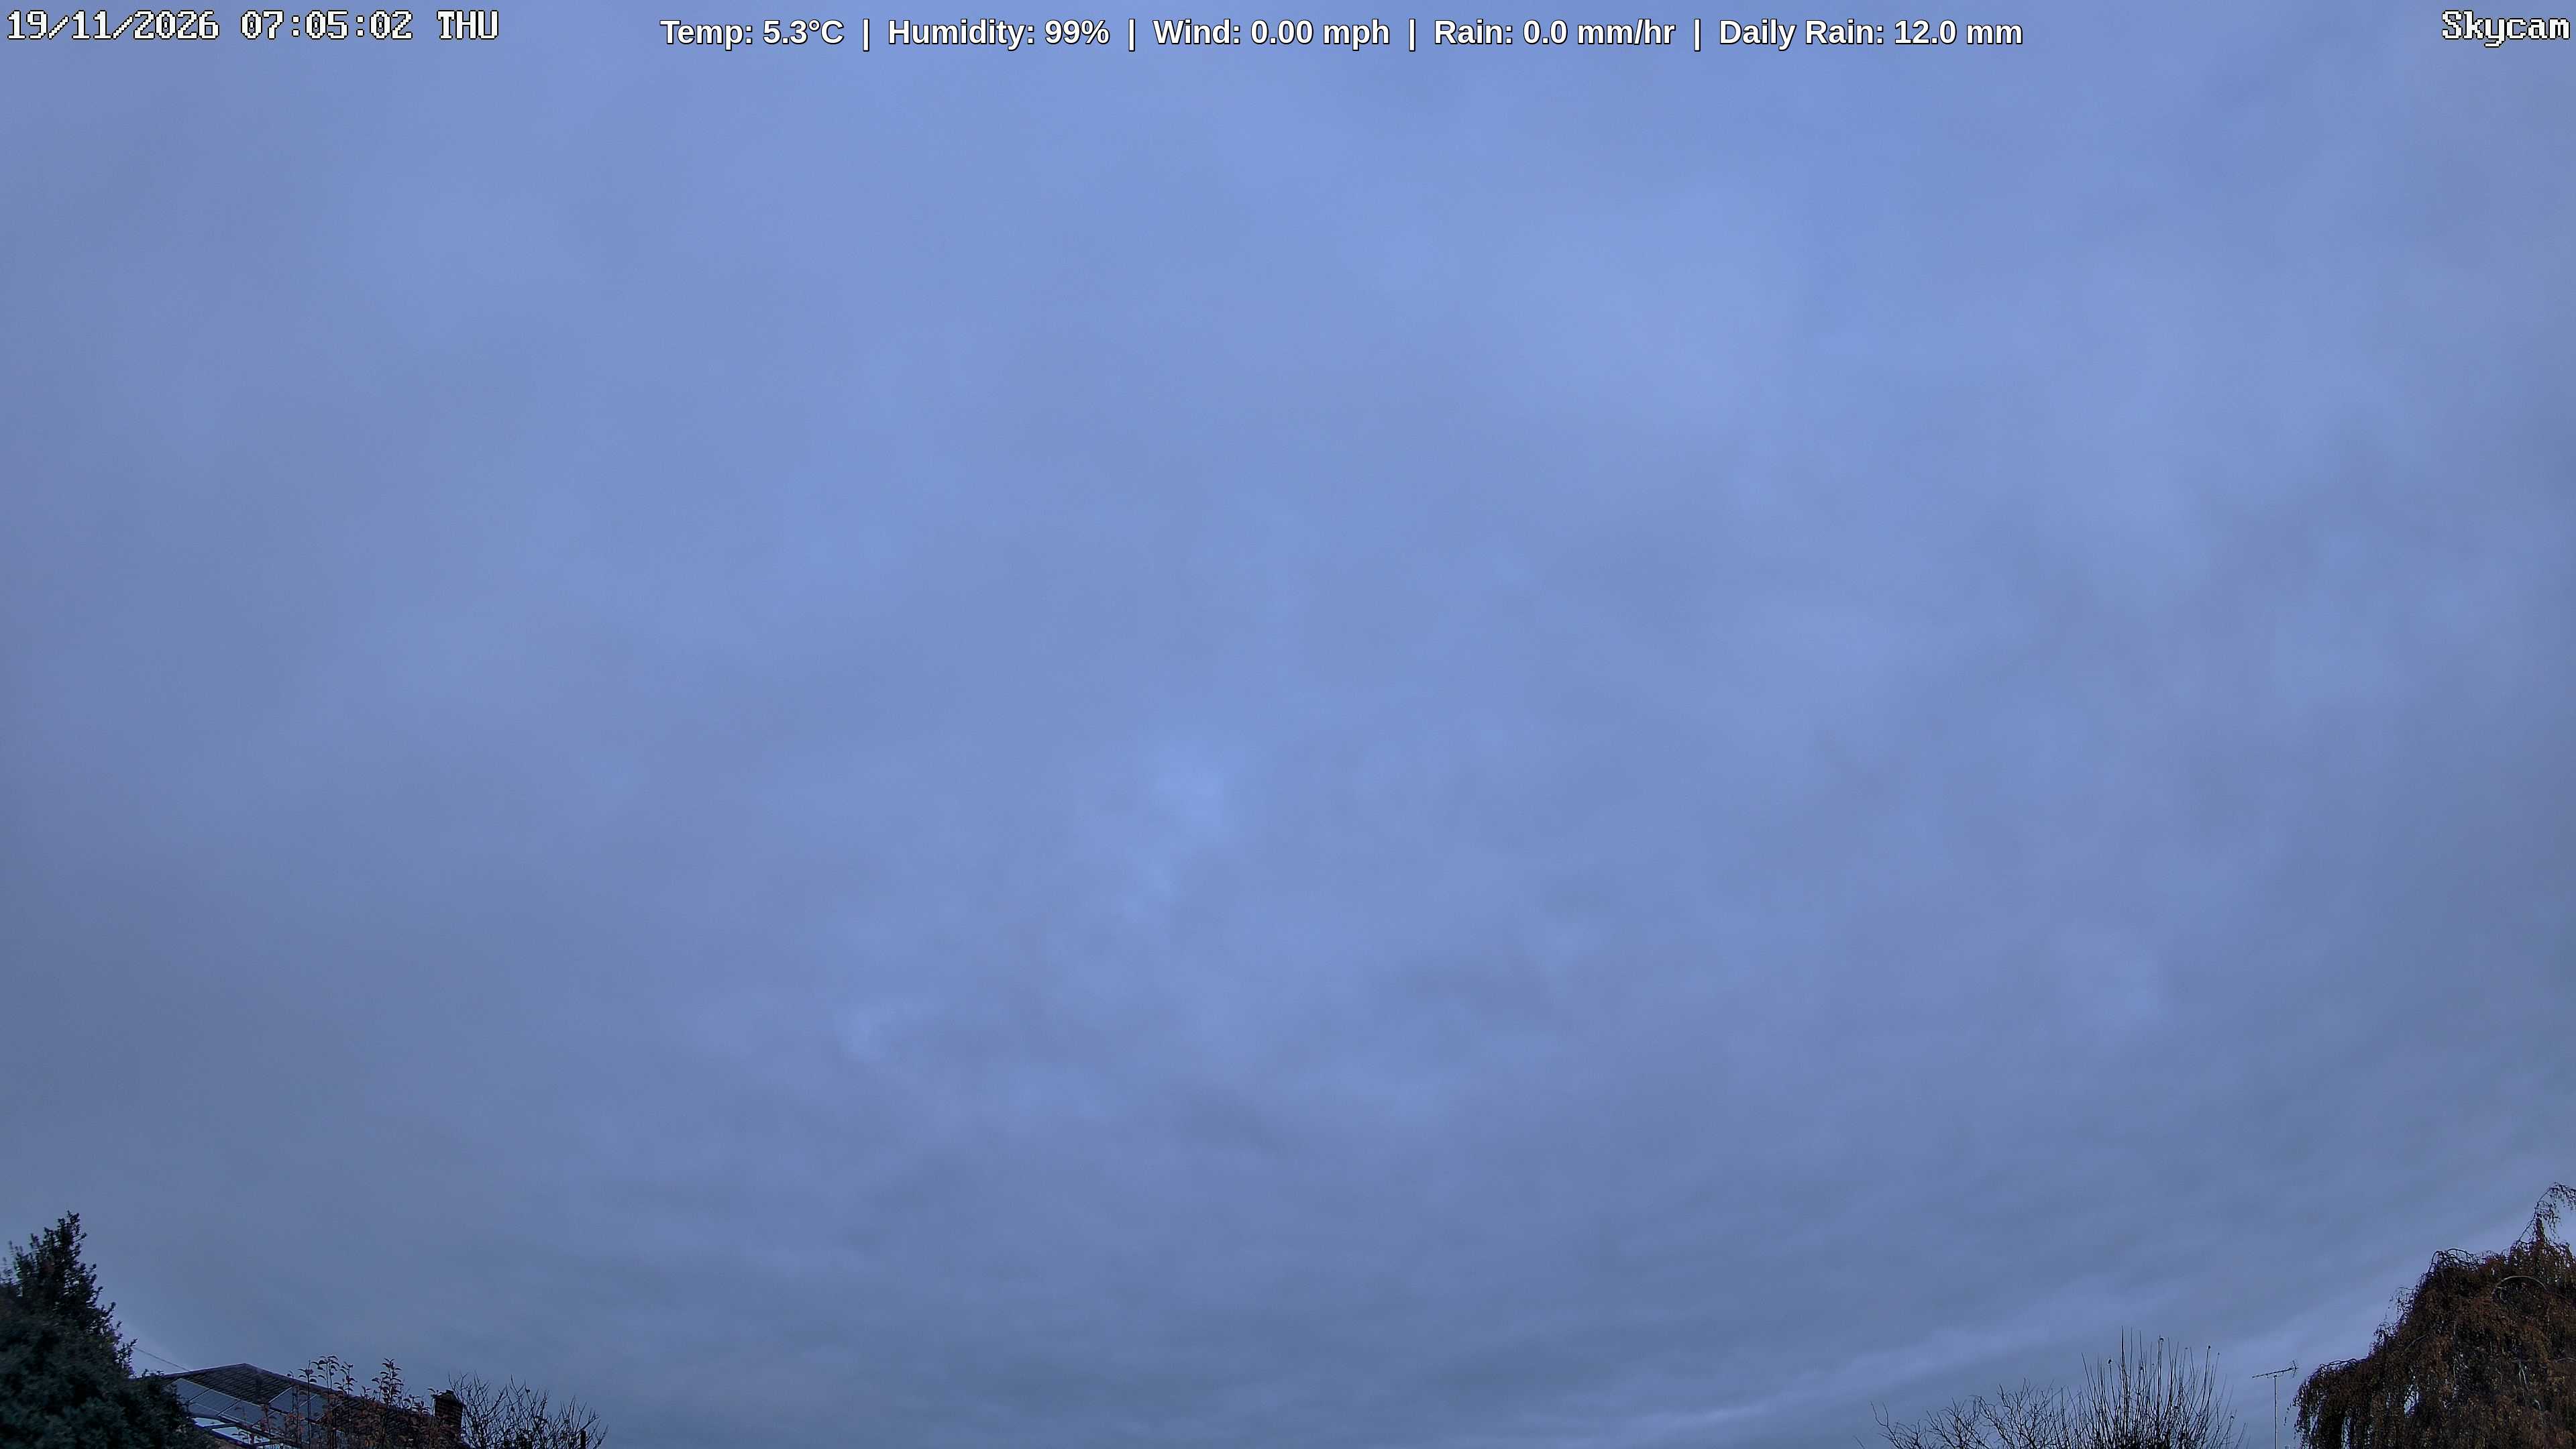 19/11/2026 07:05:02 THU
Temp: 5.3°C | Humidity: 99% | Wind: 0.00 mph | Rain: 0.0 mm/hr | Daily Rain: 12.0 mm
Skycam